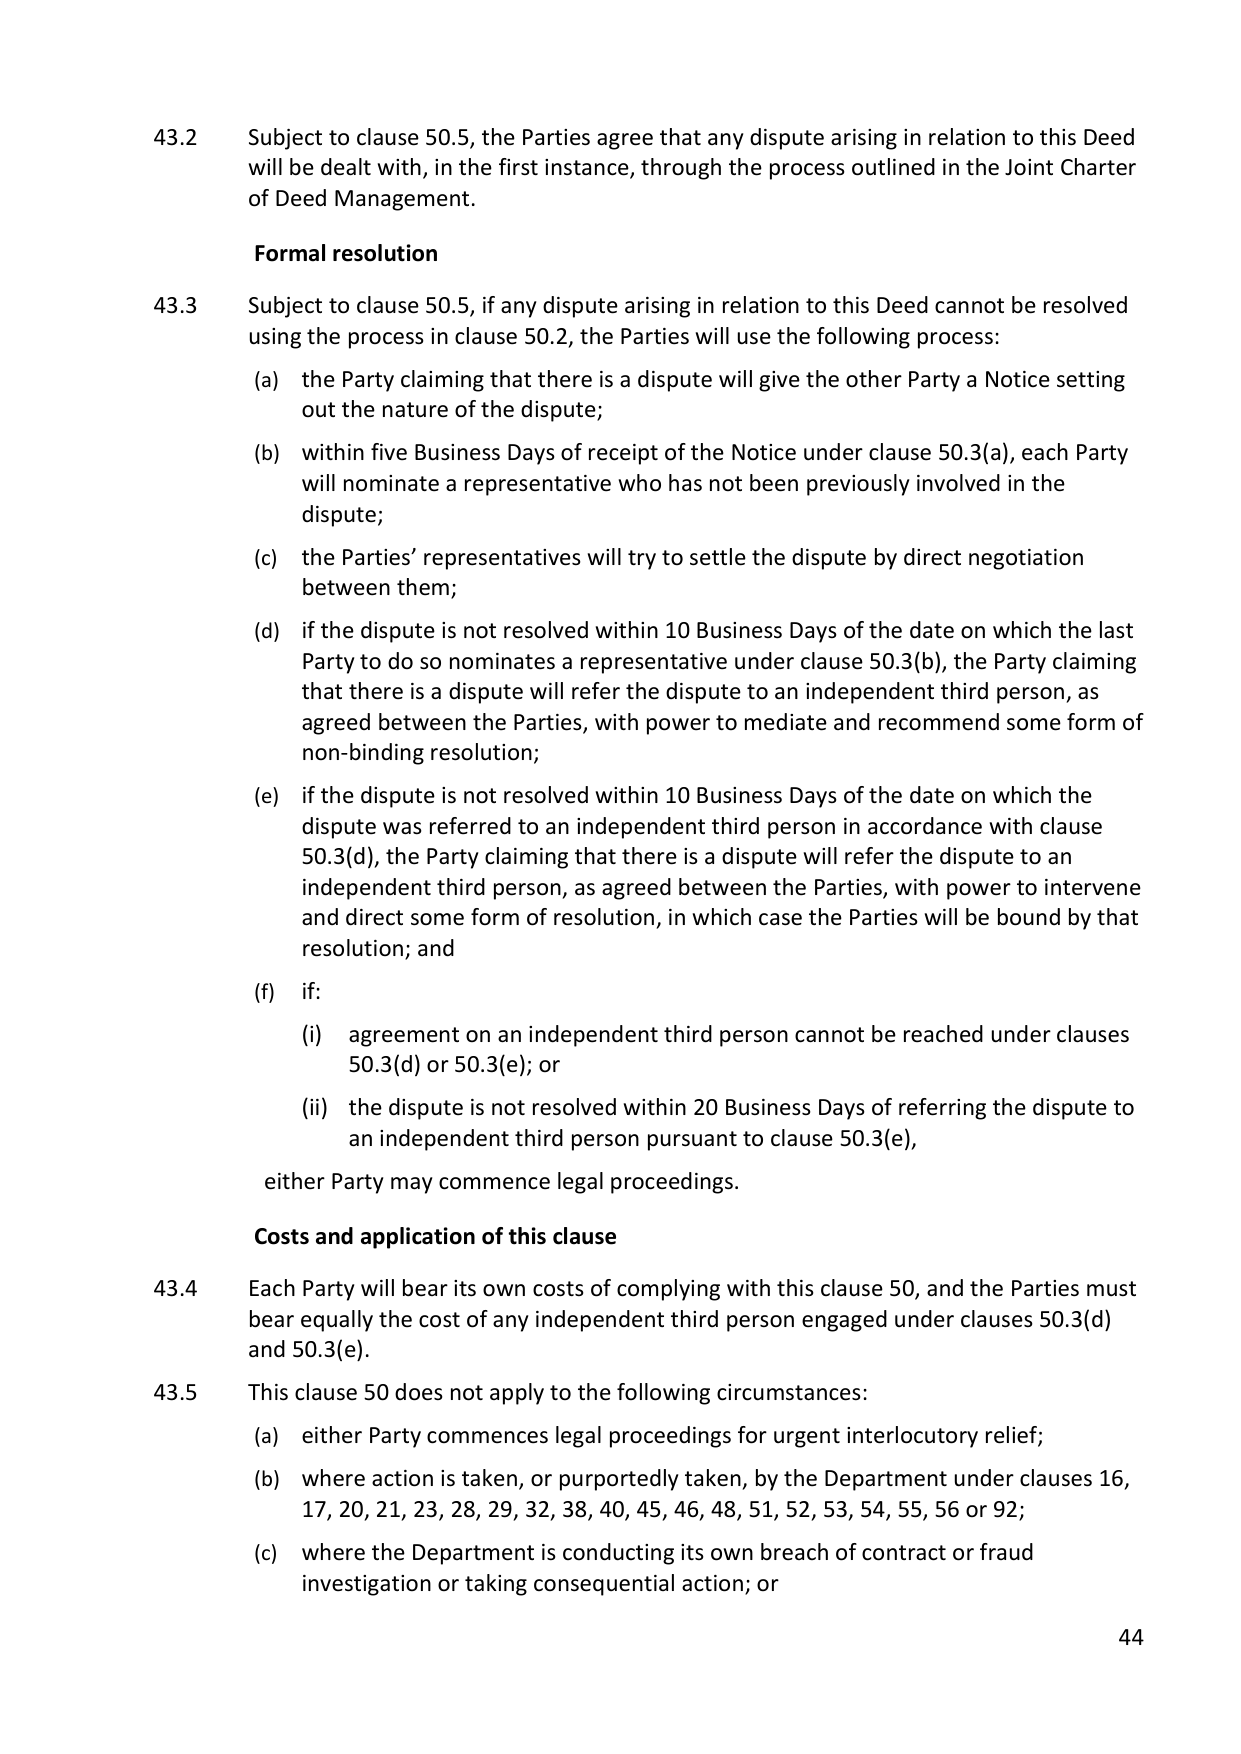 43.2 Subject to clause 50.5, the Parties agree that any dispute arising in relation to this Deed
will be dealt with, in the first instance, through the process outlined in the Joint Charter
of Deed Management.
Formal resolution
43.3 Subject to clause 50.5, if any dispute arising in relation to this Deed cannot be resolved
using the process in clause 50.2, the Parties will use the following process:
(a) the Party claiming that there is a dispute will give the other Party a Notice setting
out the nature of the dispute;
(b) within five Business Days of receipt of the Notice under clause 50.3(a), each Party
will nominate a representative who has not been previously involved in the
dispute;
(c) the Parties’ representatives will try to settle the dispute by direct negotiation
between them;
(d) if the dispute is not resolved within 10 Business Days of the date on which the last
Party to do so nominates a representative under clause 50.3(b), the Party claiming
that there is a dispute will refer the dispute to an independent third person, as
agreed between the Parties, with power to mediate and recommend some form of
non-binding resolution;
(e) if the dispute is not resolved within 10 Business Days of the date on which the
dispute was referred to an independent third person in accordance with clause
50.3(d), the Party claiming that there is a dispute will refer the dispute to an
independent third person, as agreed between the Parties, with power to intervene
and direct some form of resolution, in which case the Parties will be bound by that
resolution; and
(f) if:
(i) agreement on an independent third person cannot be reached under clauses
50.3(d) or 50.3(e); or
(ii) the dispute is not resolved within 20 Business Days of referring the dispute to
an independent third person pursuant to clause 50.3(e),
either Party may commence legal proceedings.
Costs and application of this clause
43.4 Each Party will bear its own costs of complying with this clause 50, and the Parties must
bear equally the cost of any independent third person engaged under clauses 50.3(d)
and 50.3(e).
43.5 This clause 50 does not apply to the following circumstances:
(a) either Party commences legal proceedings for urgent interlocutory relief;
(b) where action is taken, or purportedly taken, by the Department under clauses 16,
17, 20, 21, 23, 28, 29, 32, 38, 40, 45, 46, 48, 51, 52, 53, 54, 55, 56 or 92;
(c) where the Department is conducting its own breach of contract or fraud
investigation or taking consequential action; or
44